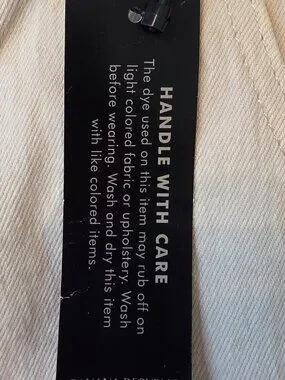 HANDLE WITH CARE
The dye used on this item may rub off on
light colored fabric or upholstery. Wash
before wearing. Wash and dry this item
with like colored items.